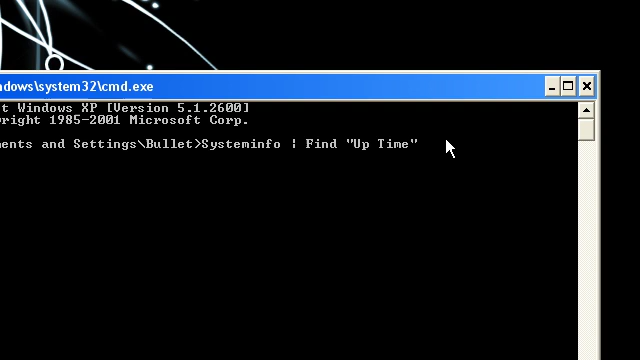 ndows\system32\cmd.exe
t Windows XP [Version 5.1.2600]
right 1985-2001 Microsoft Corp.
ents and Settings\Bullet>Systeminfo | Find "Up Time"